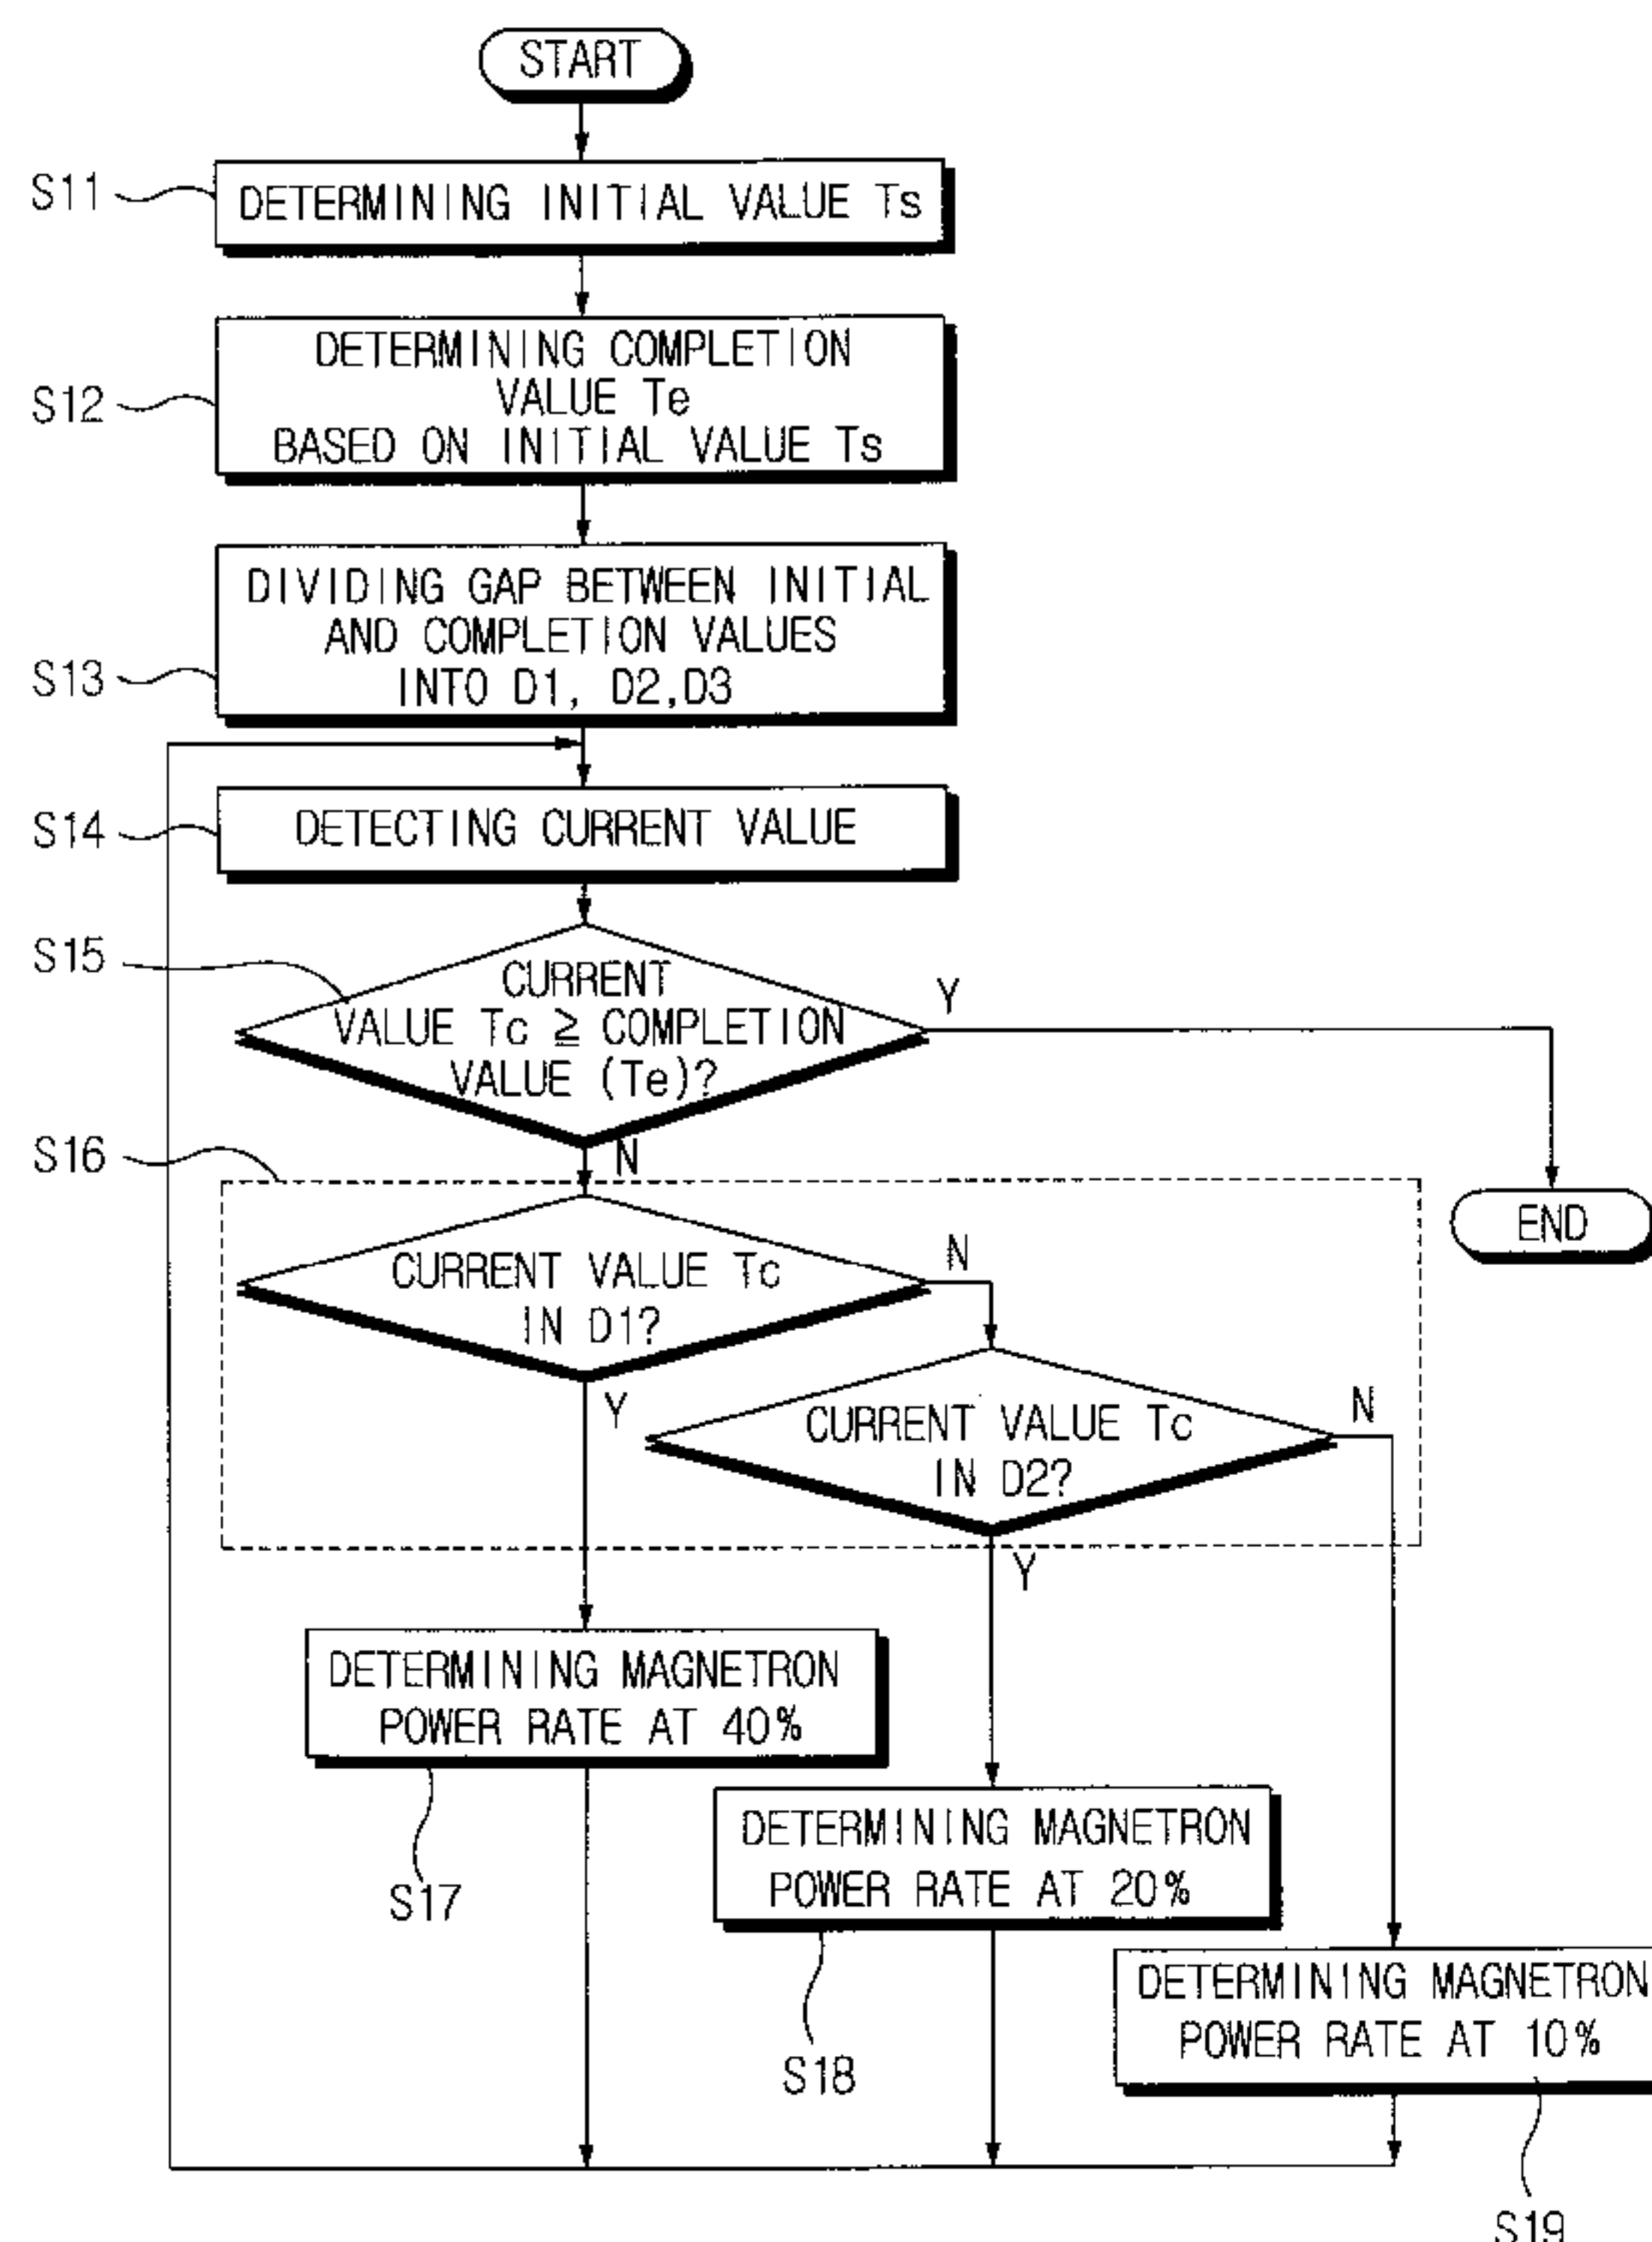 START
S11
DETERMINING INITIAL VALUE Ts
S12
DETERMINING COMPLETION
VALUE Te
BASED ON INITIAL VALUE Ts
S13
DIVIDING GAP BETWEEN INITIAL
AND COMPLETION VALUES
INTO D1, D2,D3
S14
DETECTING CURRENT VALUE
S15
CURRENT
VALUE Tc ≧ COMPLETION
VALUE (Te)?
Y
N
END
S16
CURRENT VALUE Tc
IN D1?
N
Y
CURRENT VALUE Tc
IN D2?
N
Y
DETERMINING MAGNETRON
POWER RATE AT 40%
S17
DETERMINING MAGNETRON
POWER RATE AT 20%
S18
DETERMINING MAGNETRON
POWER RATE AT 10%
S19